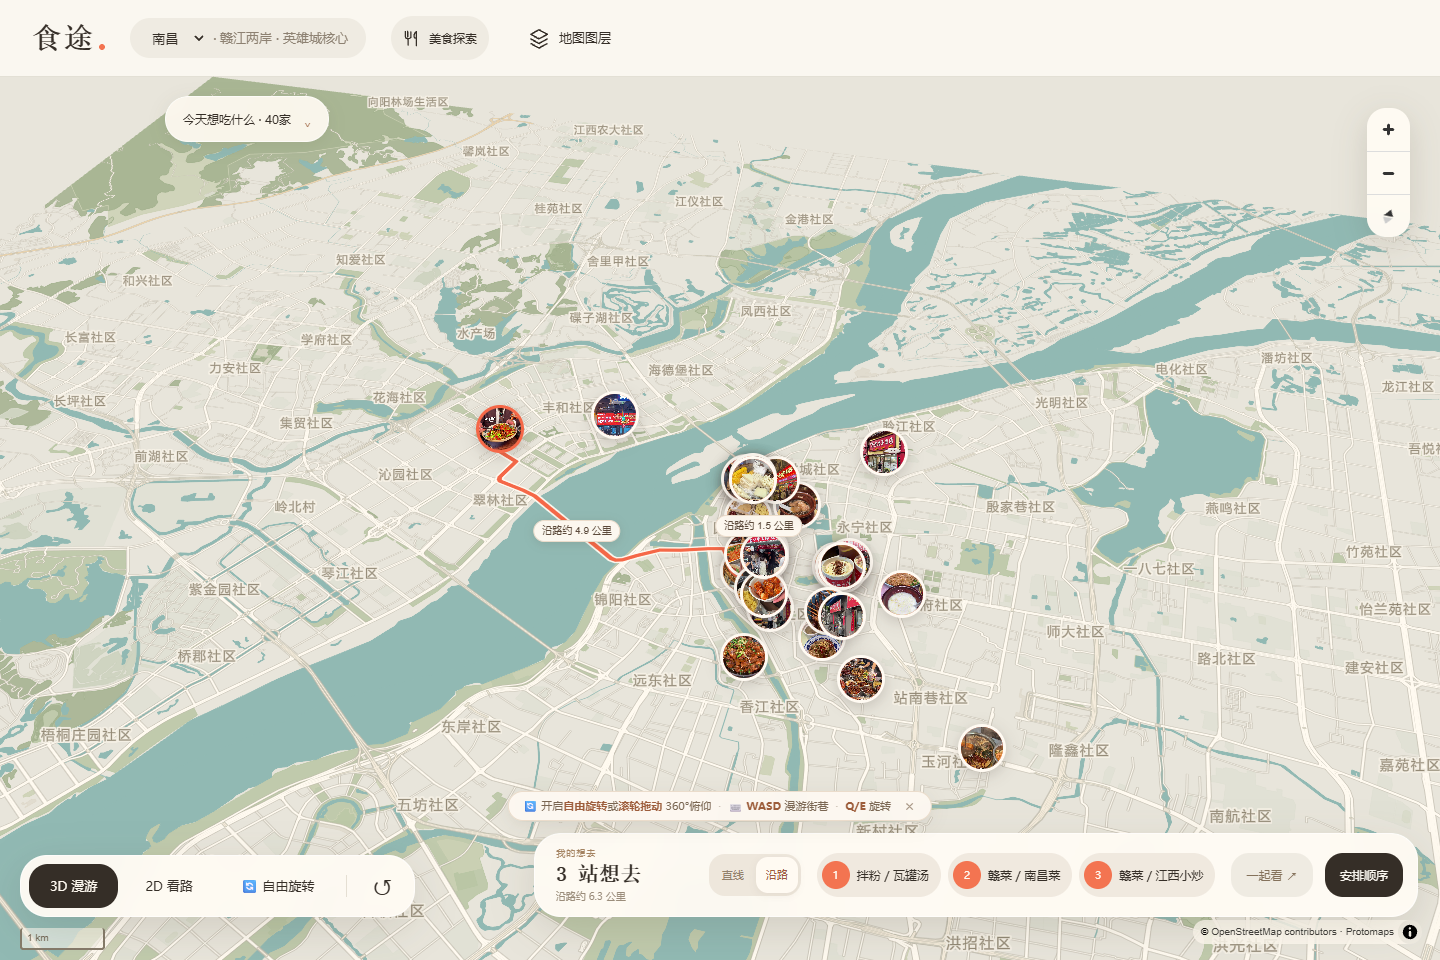 食途.
南昌 · 赣江两岸 · 英雄城核心
美食探索
地图图层
今天想吃什么 · 40家
向阳林场生活区
江西农大社区
馨岚社区
江仪社区
桂苑社区
金港社区
知爱社区
舍里甲社区
和兴社区
碟子湖社区
凤西社区
长富社区
学府社区
水产场
潘坊社区
力安社区
海德堡社区
电化社区
龙江社区
长坪社区
花海社区
丰和社区
光明社区
集贸社区
聆江社区
前湖社区
沁园社区
城社区
岭北村
翠林社区
殷家巷社区
燕鸣社区
沿路约 4.9 公里
沿路约 1.5 公里
永宁社区
竹苑社区
琴江社区
一八七社区
紫金园社区
锦阳社区
府社区
怡兰苑社区
区
师大社区
桥郡社区
路北社区
建安社区
远东社区
站南巷社区
香江社区
东岸社区
梧桐庄园社区
隆鑫社区
玉河社
嘉苑社区
五坊社区
开启自由旋转或滚轮拖动 360°俯仰 · WASD 漫游街巷 · Q/E 旋转 ×
南航社区
新村社区
我的想去
3 站想去
沿路约 6.3 公里
直线 沿路
1 拌粉 / 瓦罐汤
2 赣菜 / 南昌菜
3 赣菜 / 江西小炒
一起看 ↗
安排顺序
3D 漫游
2D 看路
自由旋转
社区
1 km
© OpenStreetMap contributors · Protomaps
洪招社区
洪光社区